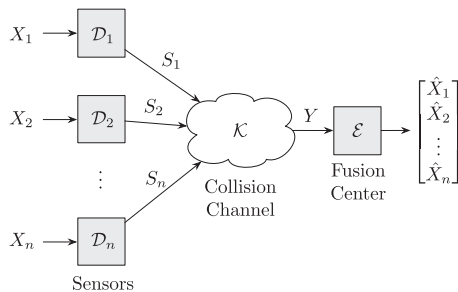 X₁ 𝒟₁ S₁
X₂ 𝒟₂ S₂
⋮
Xₙ 𝒟ₙ Sₙ
Sensors
𝒦
Collision
Channel
Y
ℰ
Fusion
Center
X̂₁
X̂₂
⋮
X̂ₙ